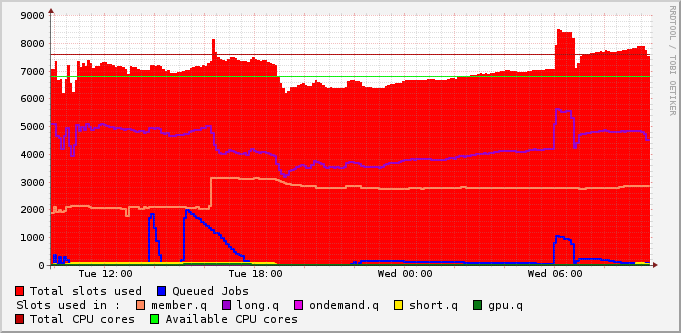 9000
8000
7000
6000
5000
4000
3000
2000
1000
0
Tue 12:00 Tue 18:00 Wed 00:00 Wed 06:00
RRDTOOL / TOBI OETIKER
Total slots used Queued Jobs
Slots used in : member.q long.q ondemand.q short.q gpu.q
Total CPU cores Available CPU cores